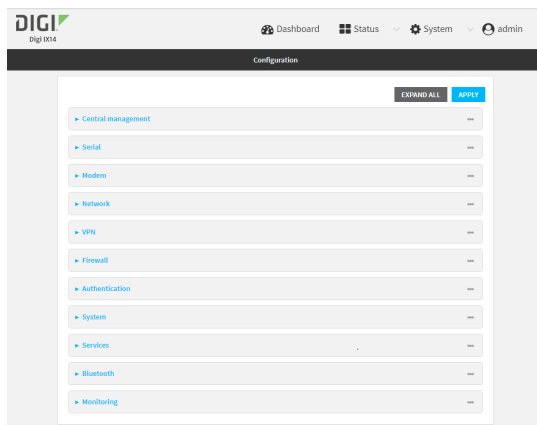 DIGI
Digi IX14
Dashboard Status System admin
Configuration
EXPAND ALL APPLY
Central management
Serial
Modem
Network
VPN
Firewall
Authentication
System
Services
Bluetooth
Monitoring